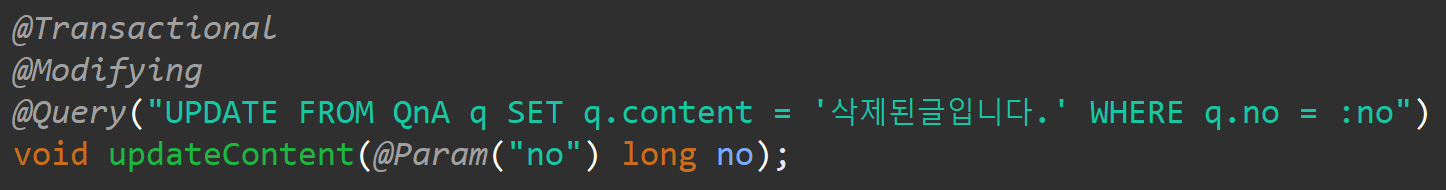 @Transactional
@Modifying
@Query("UPDATE FROM QnA q SET q.content = '삭제된글입니다.' WHERE q.no = :no")
void updateContent(@Param("no") long no);